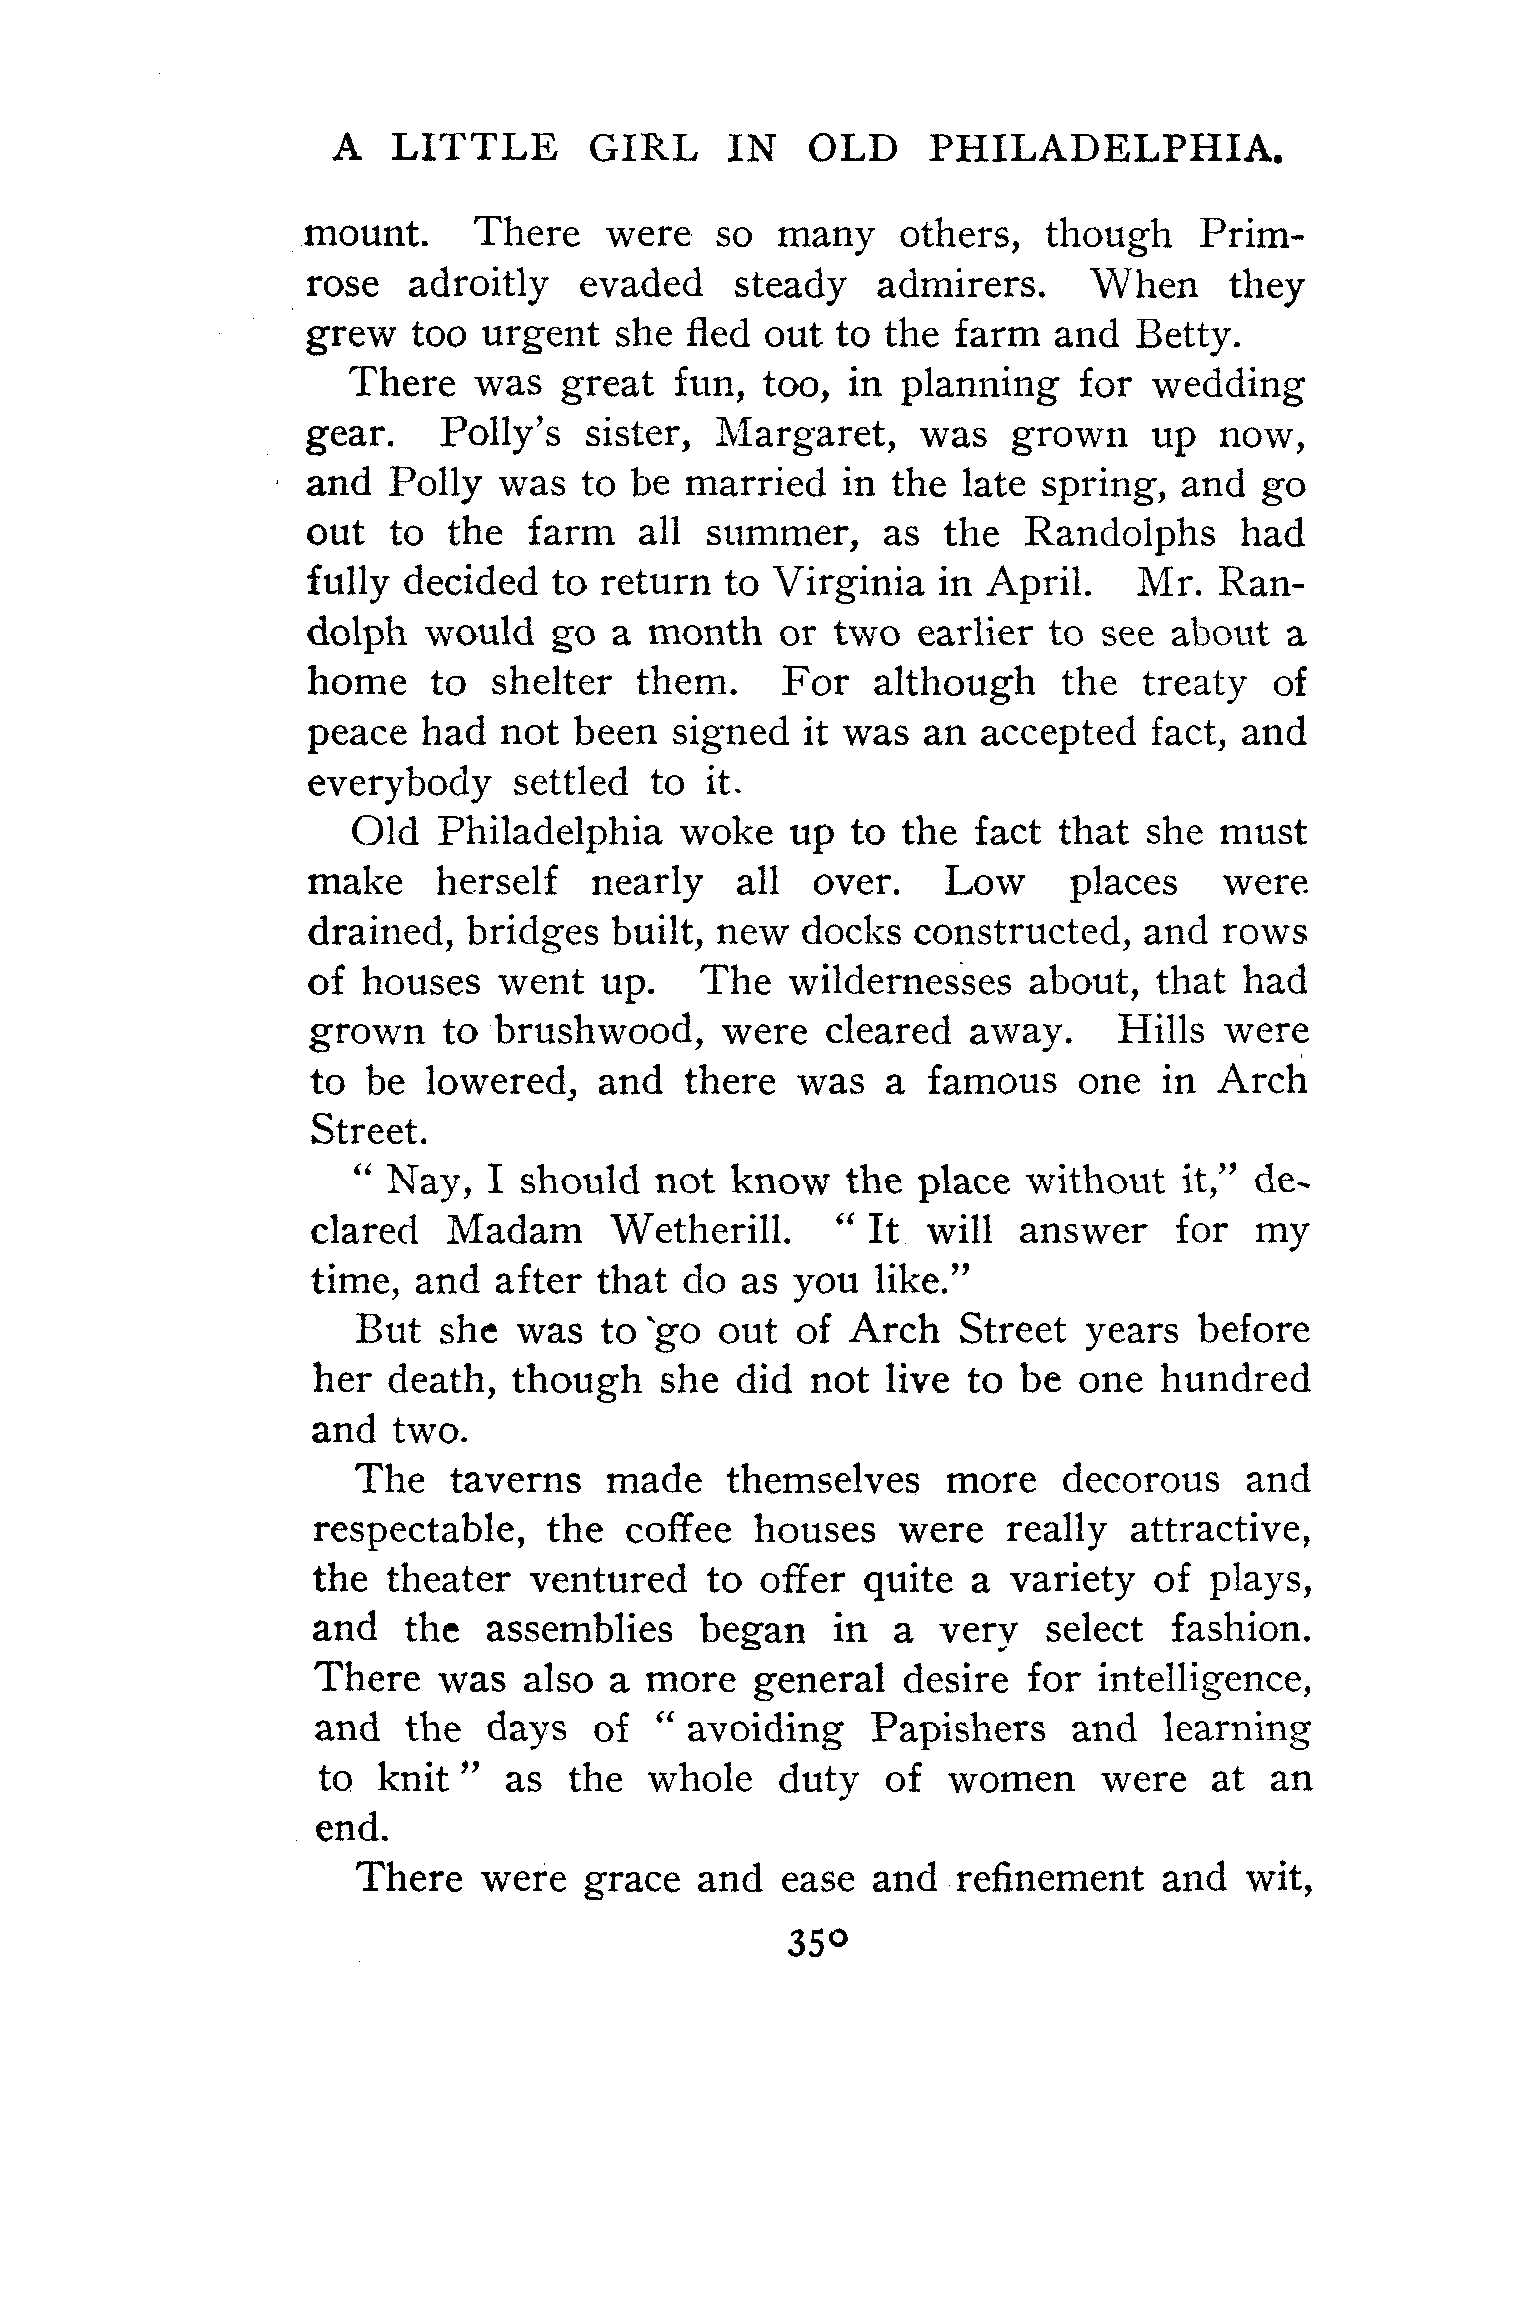 A LITTLE GIRL IN OLD PHILADELPHIA.
mount. There were so many others, though Prim-
rose adroitly evaded steady admirers. When they
grew too urgent she fled out to the farm and Betty.
There was great fun, too, in planning for wedding
gear. Polly's sister, Margaret, was grown up now,
and Polly was to be married in the late spring, and go
out to the farm all summer, as the Randolphs had
fully decided to return to Virginia in April. Mr. Ran-
dolph would go a month or two earlier to see about a
home to shelter them. For although the treaty of
peace had not been signed it was an accepted fact, and
everybody settled to it.
Old Philadelphia woke up to the fact that she must
make herself nearly all over. Low places were
drained, bridges built, new docks constructed, and rows
of houses went up. The wildernesses about, that had
grown to brushwood, were cleared away. Hills were
to be lowered, and there was a famous one in Arch
Street.
" Nay, I should not know the place without it," de-
clared Madam Wetherill. " It will answer for my
time, and after that do as you like."
But she was to go out of Arch Street years before
her death, though she did not live to be one hundred
and two.
The taverns made themselves more decorous and
respectable, the coffee houses were really attractive,
the theater ventured to offer quite a variety of plays,
and the assemblies began in a very select fashion.
There was also a more general desire for intelligence,
and the days of " avoiding Papishers and learning
to knit " as the whole duty of women were at an
end.
There were grace and ease and refinement and wit,
350